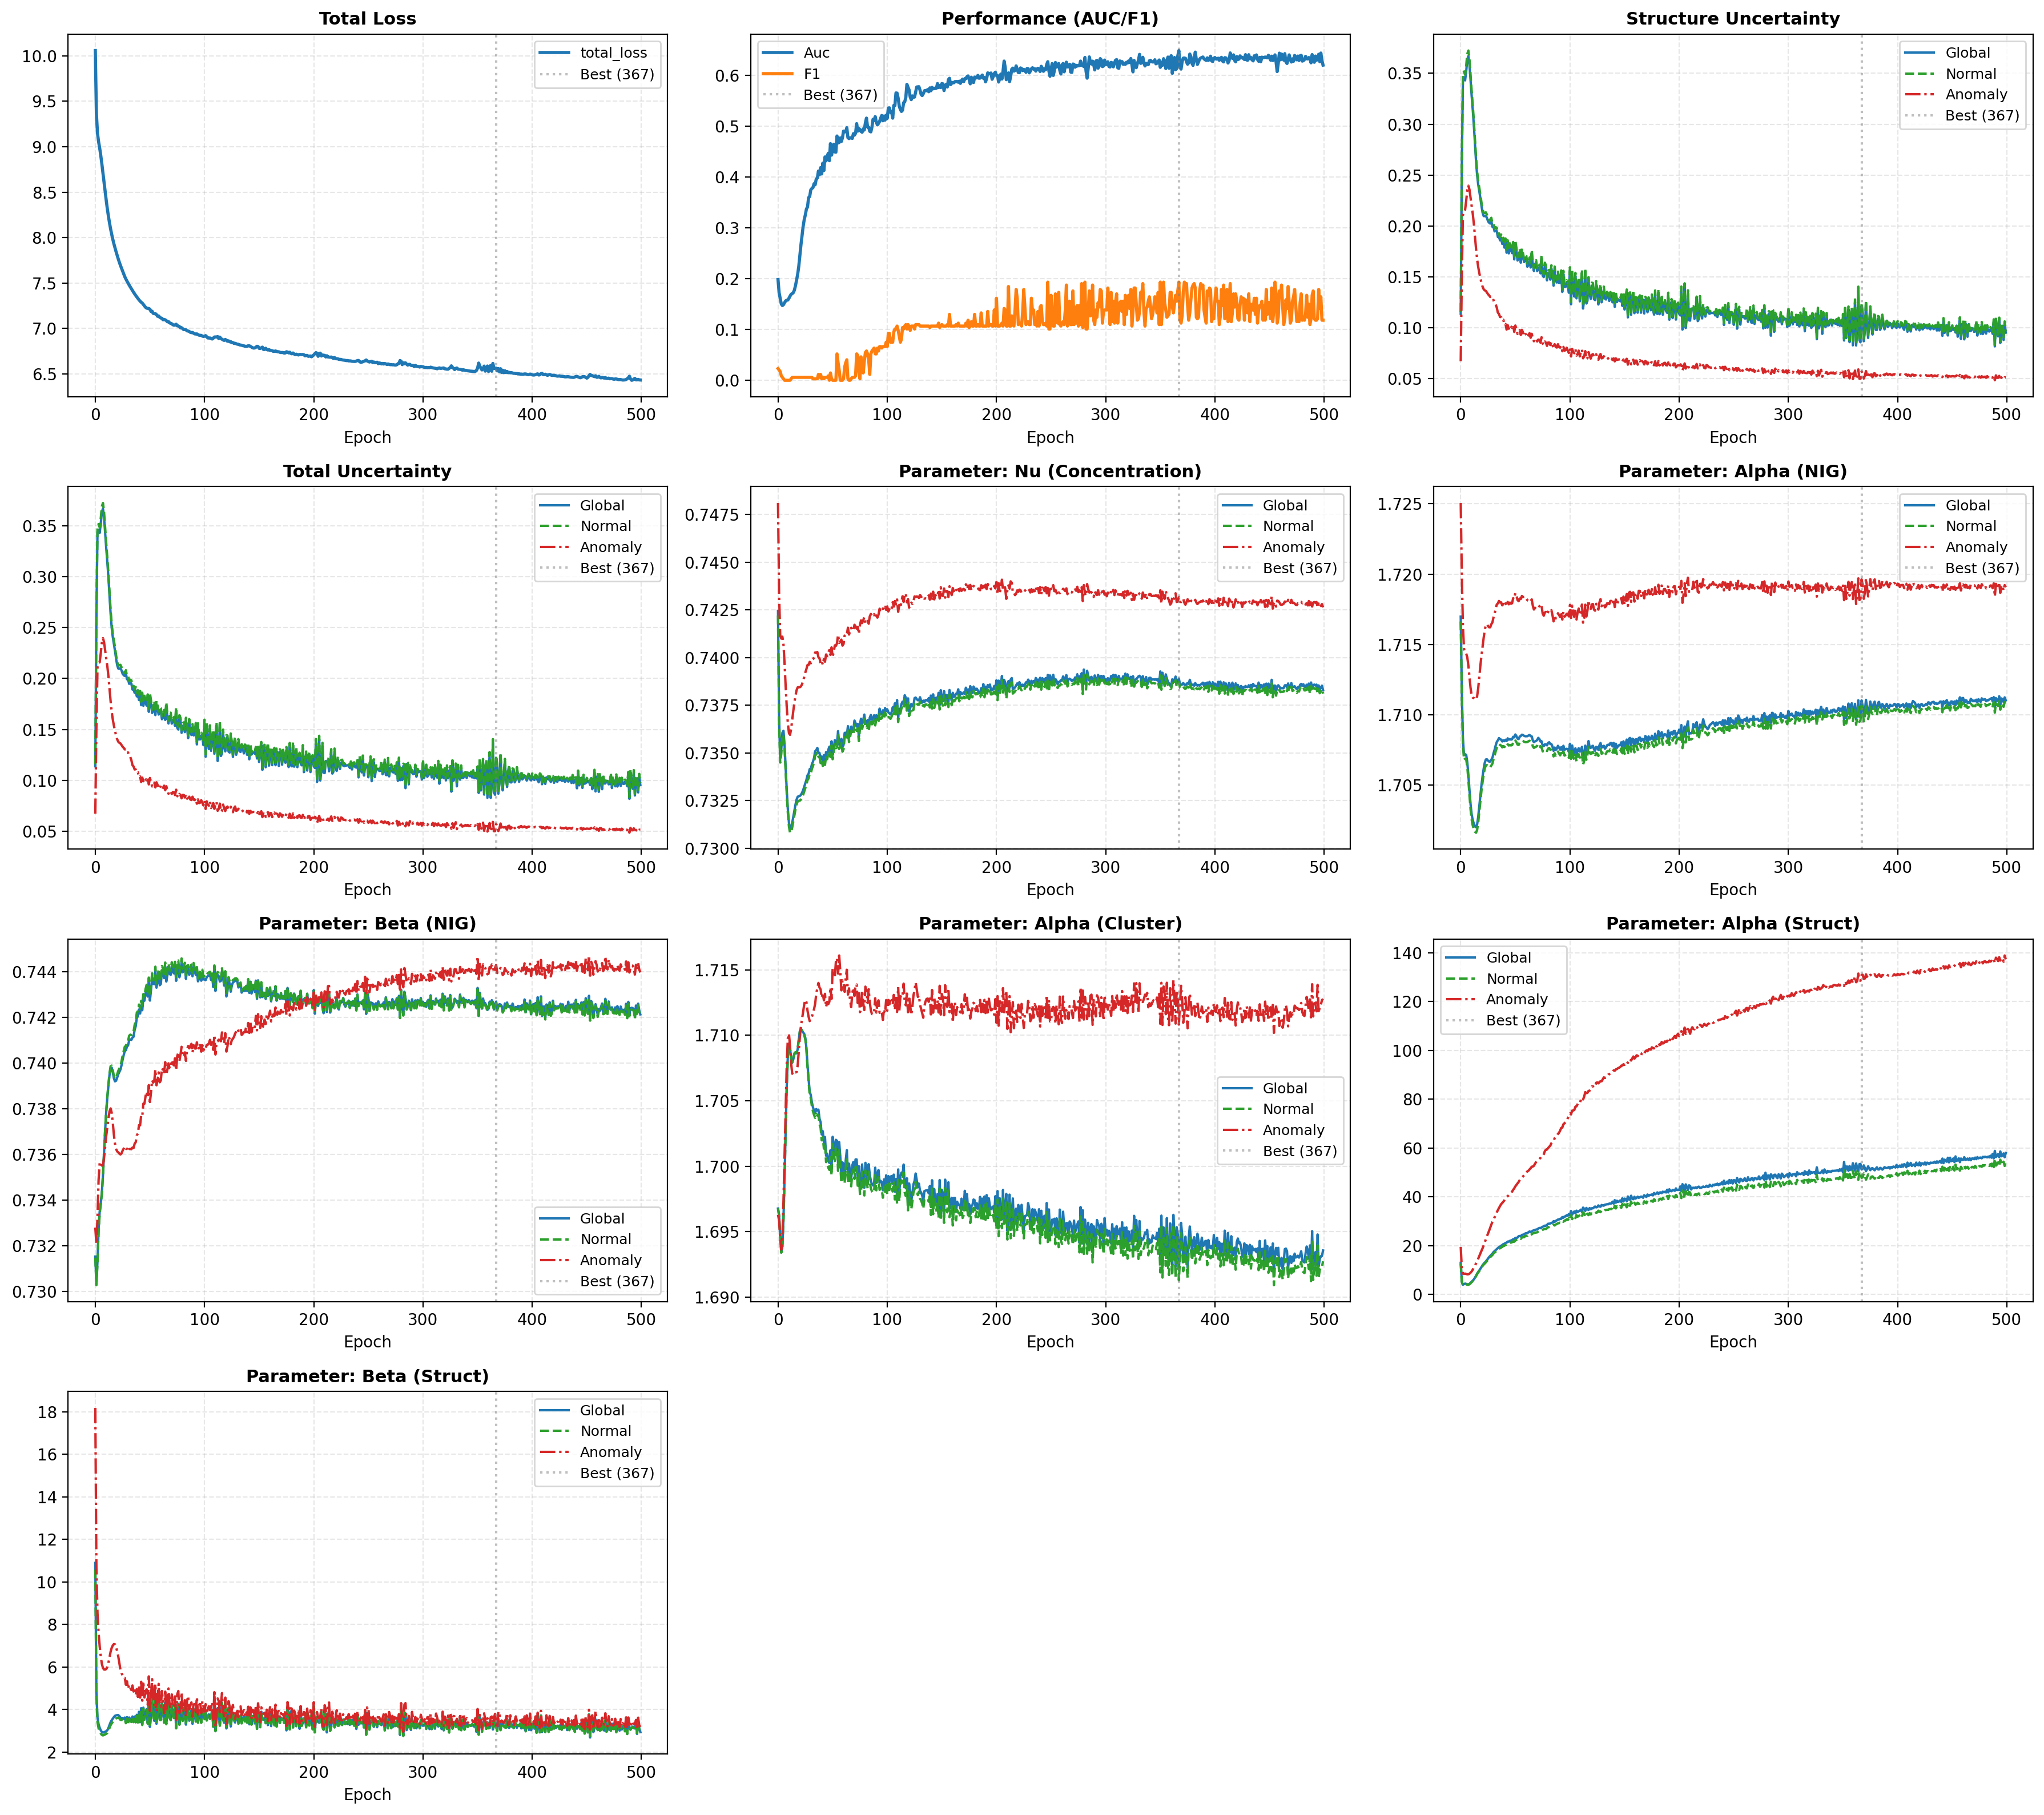 Total Loss
10.0
9.5
9.0
8.5
8.0
7.5
7.0
6.5
total_loss
Best (367)
0 100 200 300 400 500
Epoch
Performance (AUC/F1)
0.6
0.5
0.4
0.3
0.2
0.1
0.0
Auc
F1
Best (367)
0 100 200 300 400 500
Epoch
Structure Uncertainty
0.35
0.30
0.25
0.20
0.15
0.10
0.05
Global
Normal
Anomaly
Best (367)
0 100 200 300 400 500
Epoch
Total Uncertainty
0.35
0.30
0.25
0.20
0.15
0.10
0.05
Global
Normal
Anomaly
Best (367)
0 100 200 300 400 500
Epoch
Parameter: Nu (Concentration)
0.7475
0.7450
0.7425
0.7400
0.7375
0.7350
0.7325
0.7300
Global
Normal
Anomaly
Best (367)
0 100 200 300 400 500
Epoch
Parameter: Alpha (NIG)
1.725
1.720
1.715
1.710
1.705
Global
Normal
Anomaly
Best (367)
0 100 200 300 400 500
Epoch
Parameter: Beta (NIG)
0.744
0.742
0.740
0.738
0.736
0.734
0.732
0.730
Global
Normal
Anomaly
Best (367)
0 100 200 300 400 500
Epoch
Parameter: Alpha (Cluster)
1.715
1.710
1.705
1.700
1.695
1.690
Global
Normal
Anomaly
Best (367)
0 100 200 300 400 500
Epoch
Parameter: Alpha (Struct)
140
120
100
80
60
40
20
0
Global
Normal
Anomaly
Best (367)
0 100 200 300 400 500
Epoch
Parameter: Beta (Struct)
18
16
14
12
10
8
6
4
2
Global
Normal
Anomaly
Best (367)
0 100 200 300 400 500
Epoch